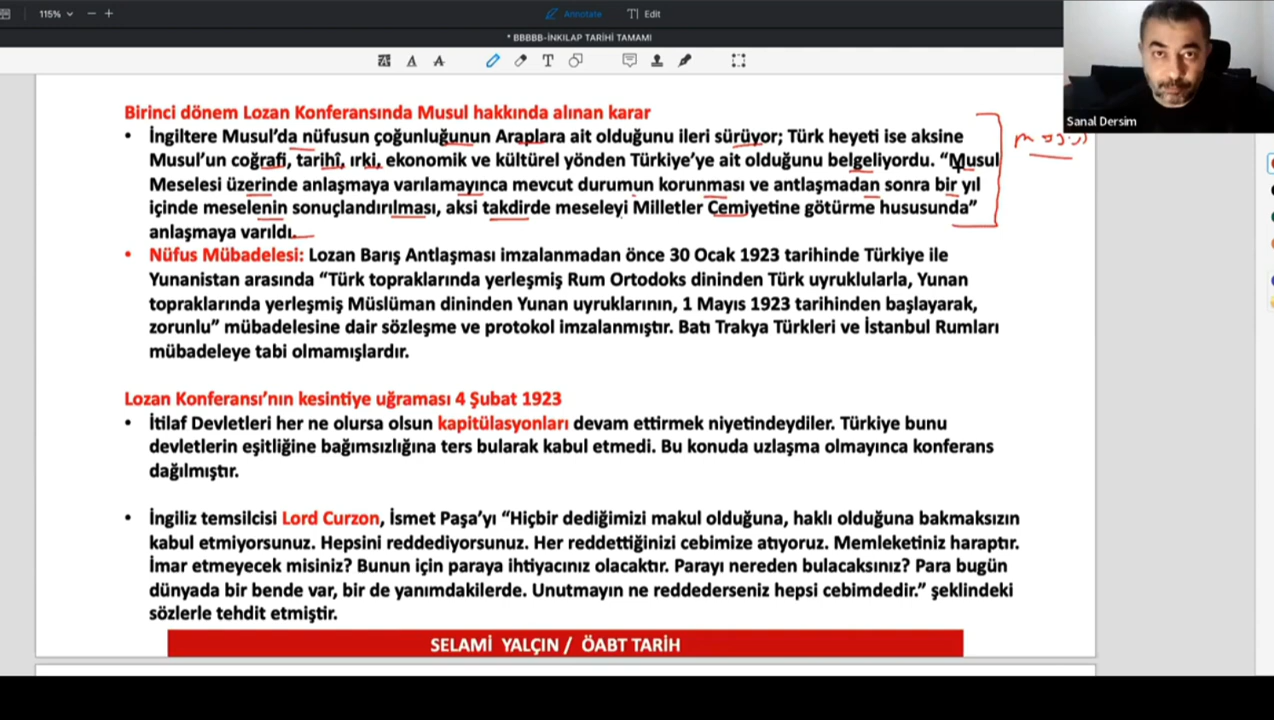 115%
Annotate
Edit
* BBBBB-İNKILAP TARİHİ TAMAMI
Sanal Dersim
Birinci dönem Lozan Konferansında Musul hakkında alınan karar
• İngiltere Musul’da nüfusun çoğunluğunun Araplara ait olduğunu ileri sürüyor; Türk heyeti ise aksine
Musul’un coğrafi, tarihî, ırki, ekonomik ve kültürel yönden Türkiye’ye ait olduğunu belgeliyordu. “Musul
Meselesi üzerinde anlaşmaya varılamayınca mevcut durumun korunması ve antlaşmadan sonra bir yıl
içinde meselenin sonuçlandırılması, aksi takdirde meseleyi Milletler Cemiyetine götürme hususunda”
anlaşmaya varıldı.
• Nüfus Mübadelesi: Lozan Barış Antlaşması imzalanmadan önce 30 Ocak 1923 tarihinde Türkiye ile
Yunanistan arasında “Türk topraklarında yerleşmiş Rum Ortodoks dininden Türk uyruklularla, Yunan
topraklarında yerleşmiş Müslüman dininden Yunan uyruklarının, 1 Mayıs 1923 tarihinden başlayarak,
zorunlu” mübadelesine dair sözleşme ve protokol imzalanmıştır. Batı Trakya Türkleri ve İstanbul Rumları
mübadeleye tabi olmamışlardır.
Lozan Konferansı’nın kesintiye uğraması 4 Şubat 1923
• İtilaf Devletleri her ne olursa olsun kapitülasyonları devam ettirmek niyetindeydiler. Türkiye bunu
devletlerin eşitliğine bağımsızlığına ters bularak kabul etmedi. Bu konuda uzlaşma olmayınca konferans
dağılmıştır.
• İngiliz temsilcisi Lord Curzon, İsmet Paşa’yı “Hiçbir dediğimizi makul olduğuna, haklı olduğuna bakmaksızın
kabul etmiyorsunuz. Hepsini reddediyorsunuz. Her reddettiğinizi cebimize atıyoruz. Memleketiniz haraptır.
İmar etmeyecek misiniz? Bunun için paraya ihtiyacınız olacaktır. Parayı nereden bulacaksınız? Para bugün
dünyada bir bende var, bir de yanımdakilerde. Unutmayın ne reddederseniz hepsi cebimdedir.” şeklindeki
sözlerle tehdit etmiştir.
SELAMİ YALÇIN / ÖABT TARİH